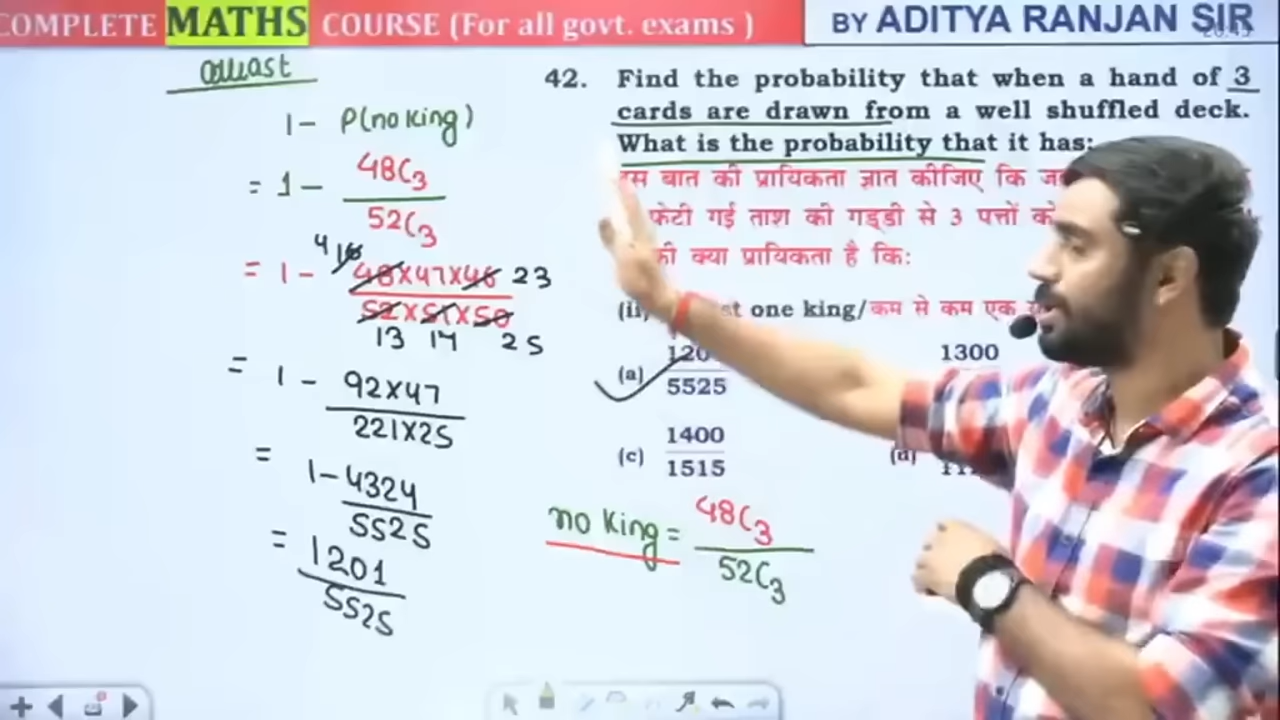 COMPLETE MATHS COURSE (For all govt. exams )
BY ADITYA RANJAN SIR
atleast
1 - P(no king)
= 1 - 48C3
52C3
4 16
= 1 - 48×47×46 23
52×51×50
13 17 25
= 1 - 92×47
221×25
= 1 - 4324
5525
= 1201
5525
42. Find the probability that when a hand of 3
cards are drawn from a well shuffled deck.
What is the probability that it has:
बात की प्रायिकता ज्ञात कीजिए कि
फेटी गई ताश की गड्डी से 3 पत्तों
की क्या प्रायिकता है कि:
(ii) one king/कम से कम एक
(a) 5525
1300
(c) 1400
1515
(d)
no king = 48C3
52C3